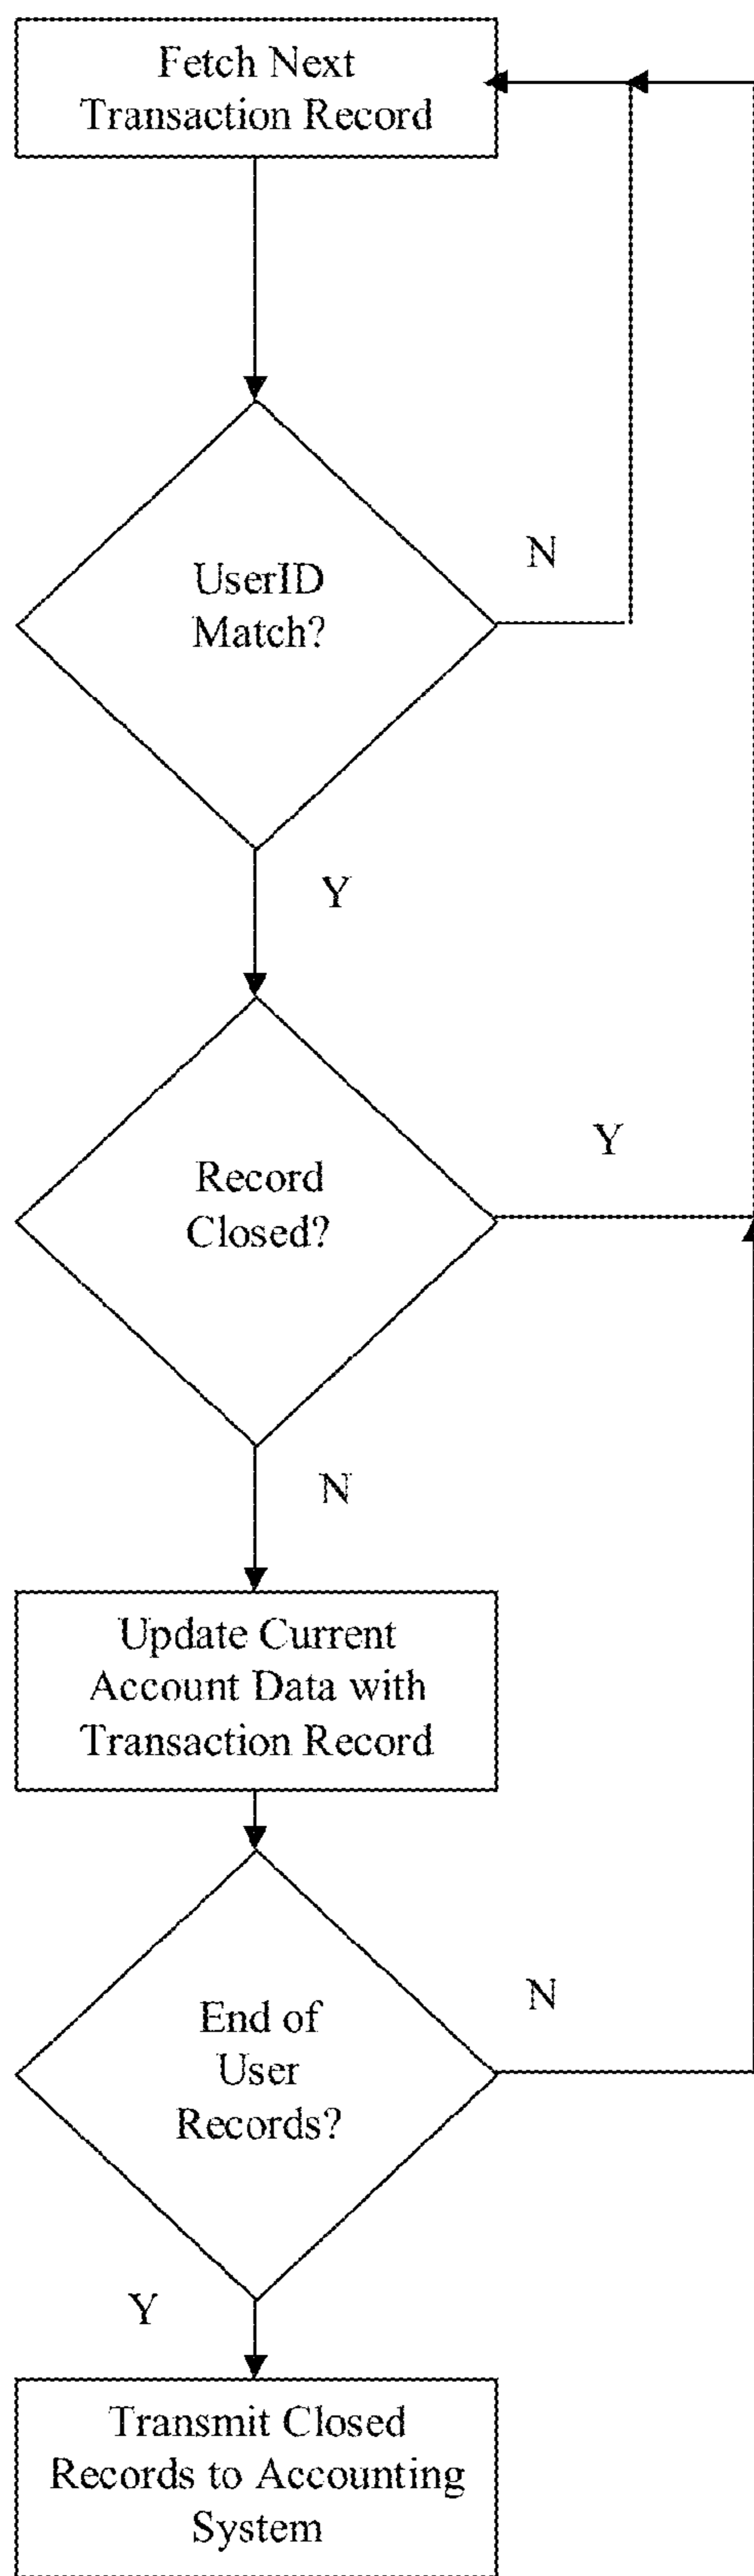 Fetch Next
Transaction Record
N
UserID
Match?
Y
Y
Record
Closed?
N
Update Current
Account Data with
Transaction Record
N
End of
User
Records?
Y
Transmit Closed
Records to Accounting
System